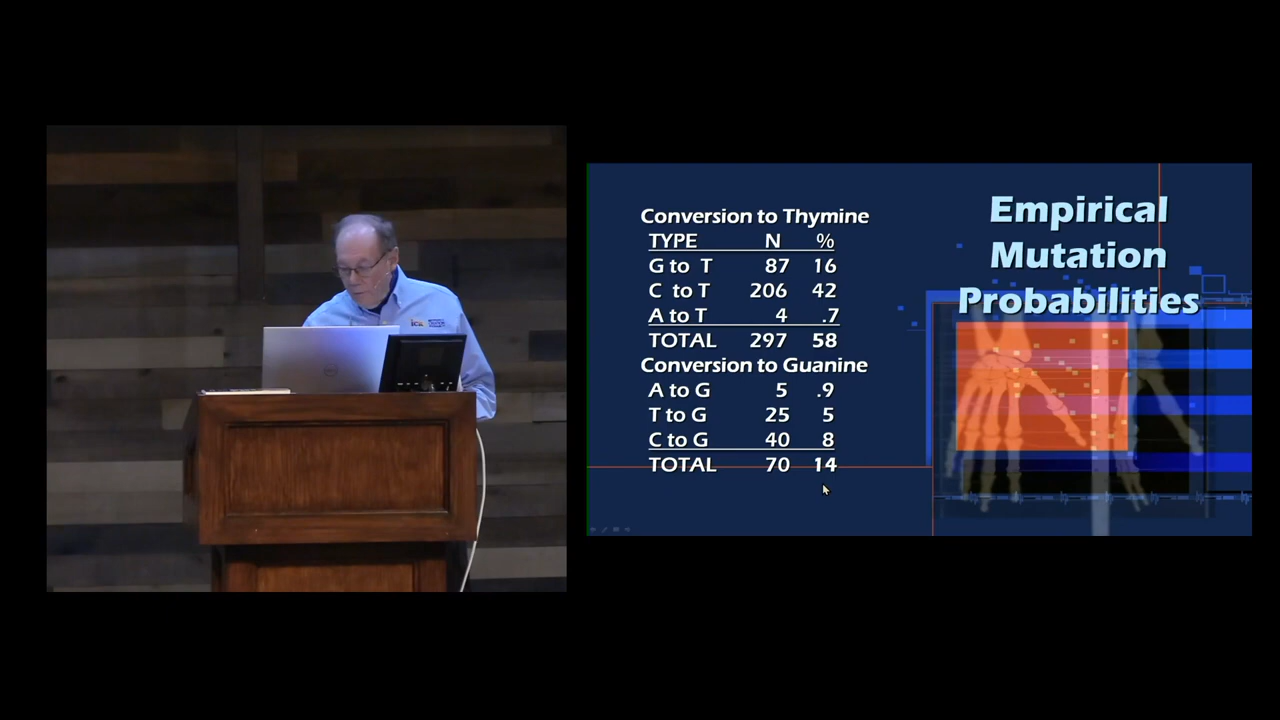 Empirical
Mutation
Probabilities
Conversion to Thymine
TYPE N %
G to T 87 16
C to T 206 42
A to T 4 .7
TOTAL 297 58
Conversion to Guanine
A to G 5 .9
T to G 25 5
C to G 40 8
TOTAL 70 14